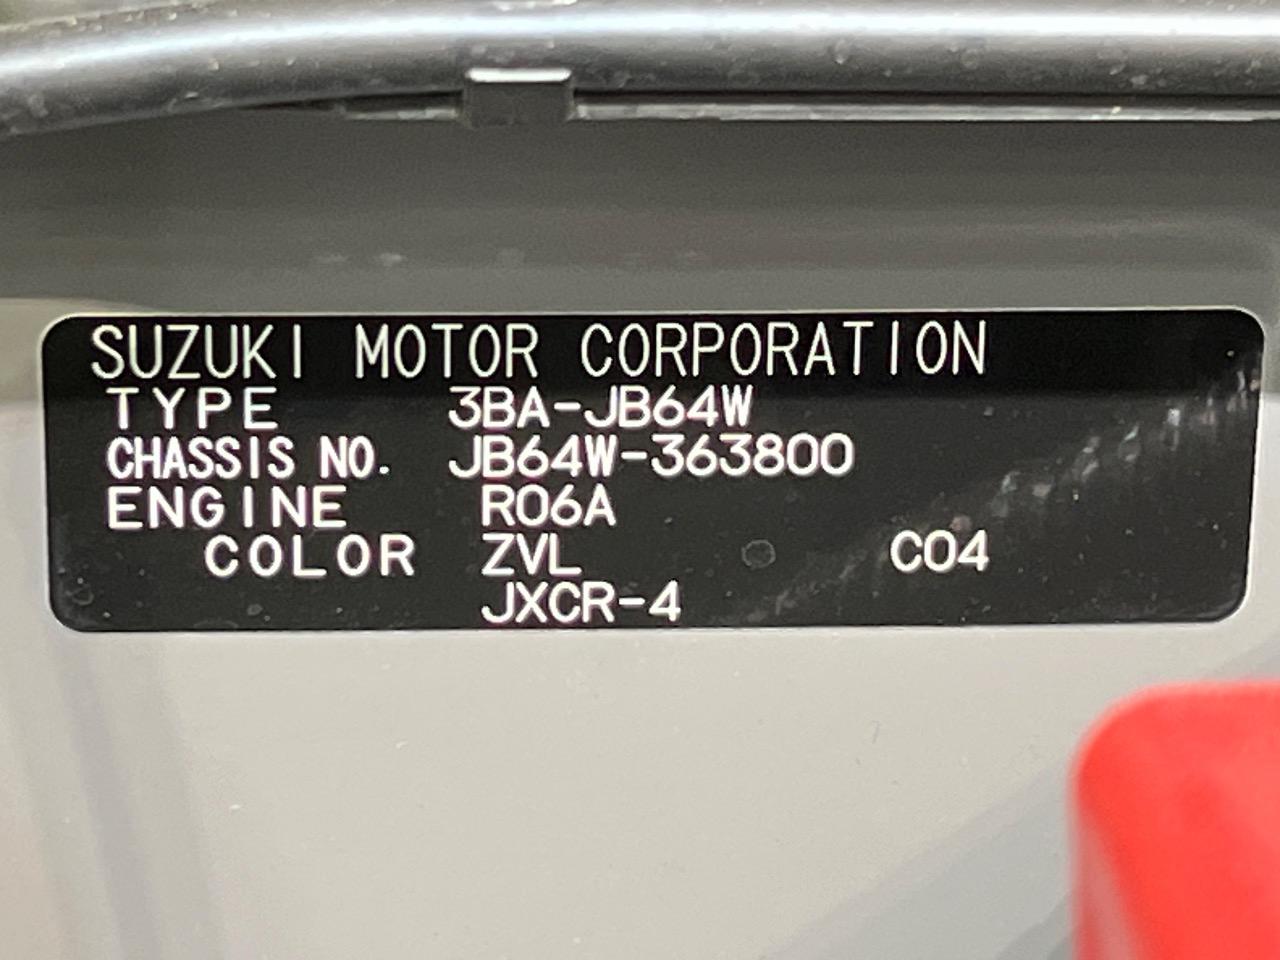 SUZUKI MOTOR CORPORATION
TYPE 3BA-JB64W
CHASSIS NO. JB64W-363800
ENGINE R06A
COLOR ZVL C04
JXCR-4